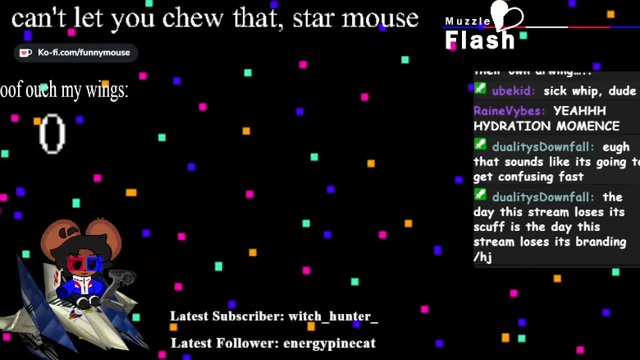 can't let you chew that, star mouse
Muzzle
Flash
Ko-fi.com/funnymouse
oof ouch my wings:
0
their own arwing....
ubekid: sick whip, dude
RaineVybes: YEAHHH
HYDRATION MOMENCE
dualitysDownfall: eugh
that sounds like its going to
get confusing fast
dualitysDownfall: the
day this stream loses its
scuff is the day this
stream loses its branding
/hj
Latest Subscriber: witch_hunter_
Latest Follower: energypinecat